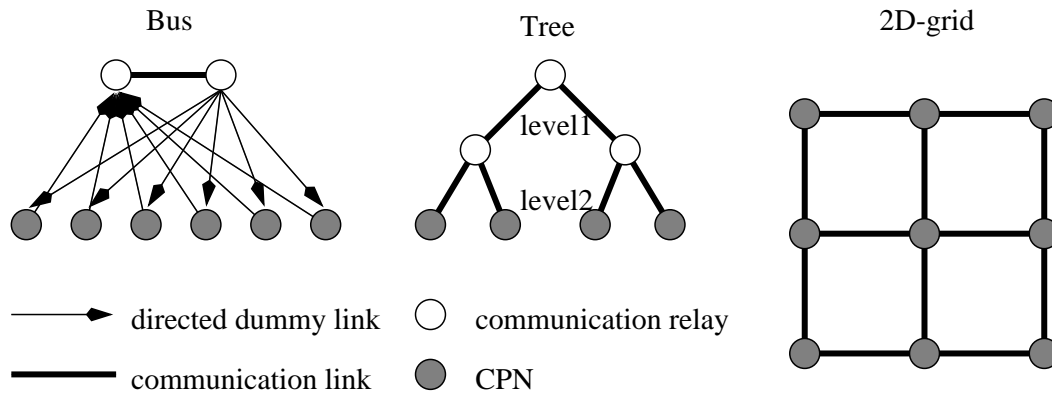 Bus
Tree
2D-grid
level1
level2
directed dummy link
communication relay
communication link
CPN